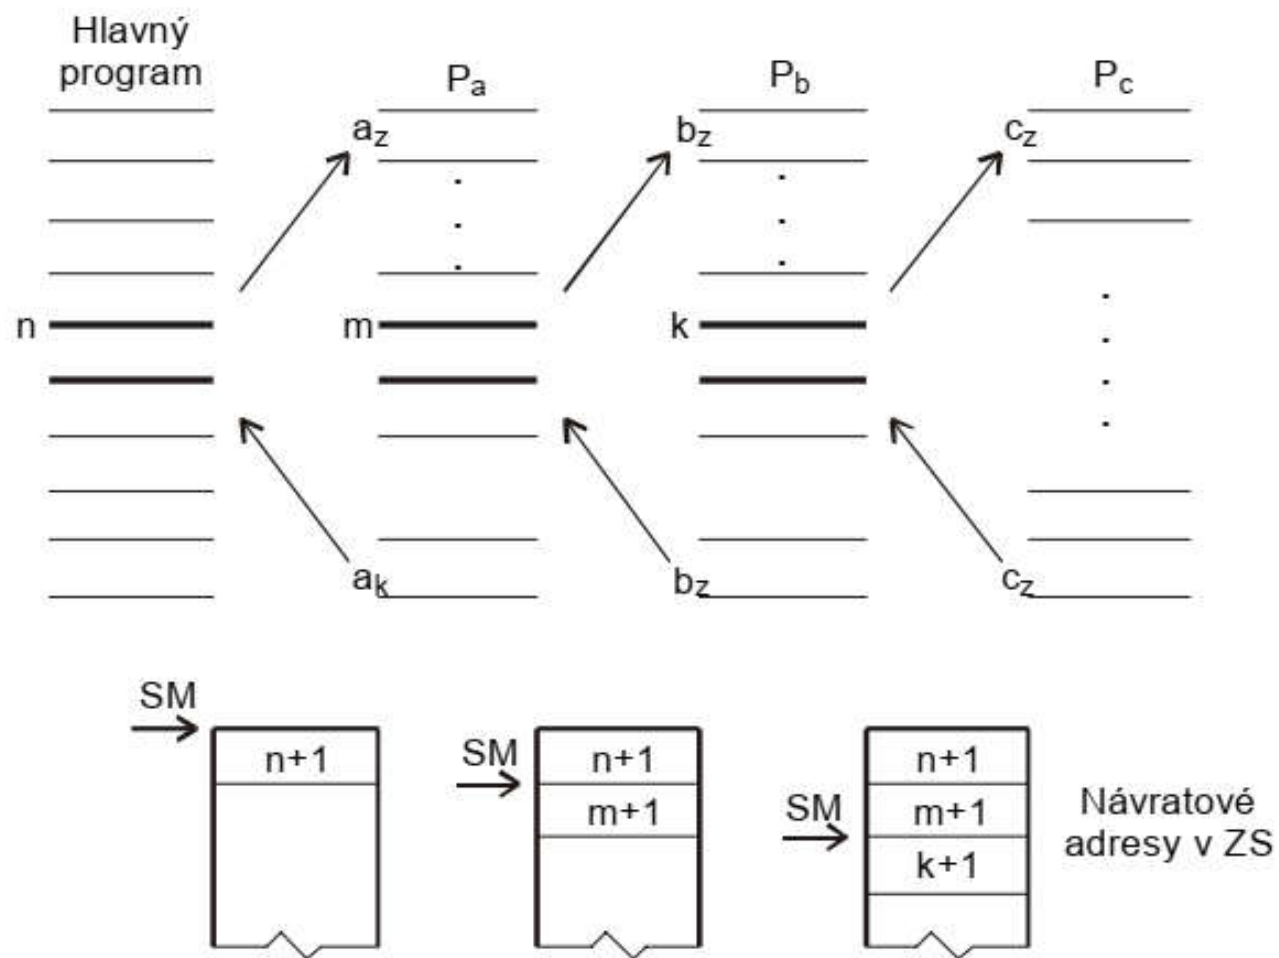 Hlavný
program
Pa
Pb
Pc
az
bz
cz
n
m
k
ak
bz
cz
SM
n+1
SM
n+1
m+1
SM
n+1
m+1
k+1
Návratové
adresy v ZS